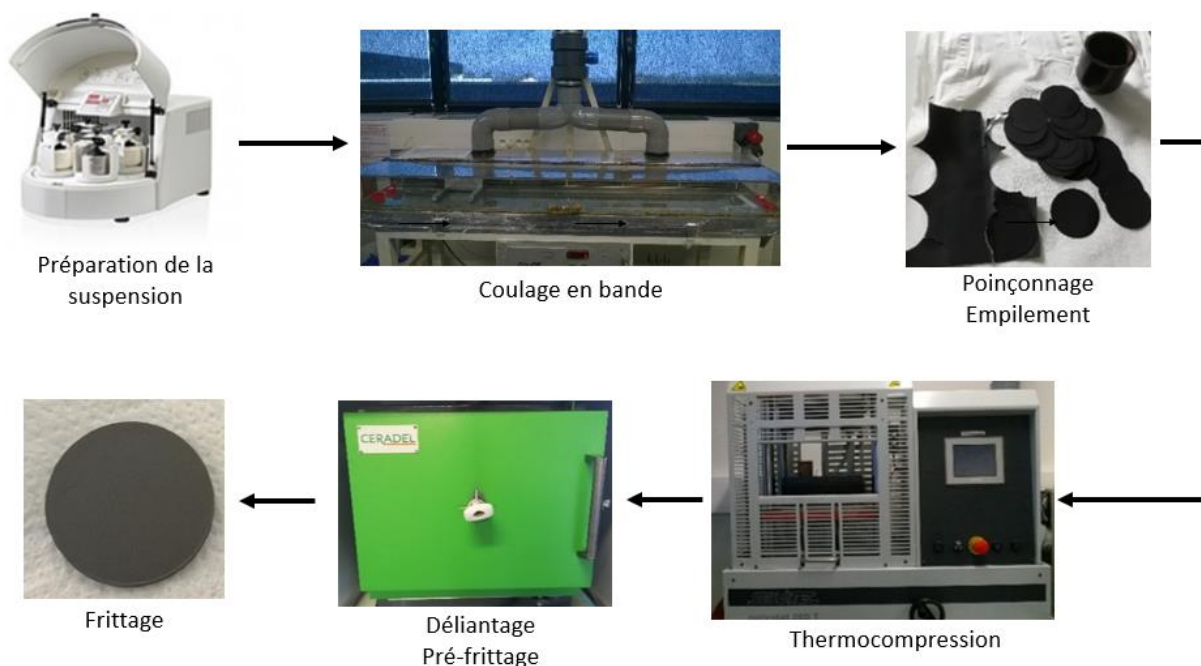 Préparation de la
suspension
Coulage en bande
Poinçonnage
Empilement
CERADEL
Frittage
Déliantage
Pré-frittage
Thermocompression